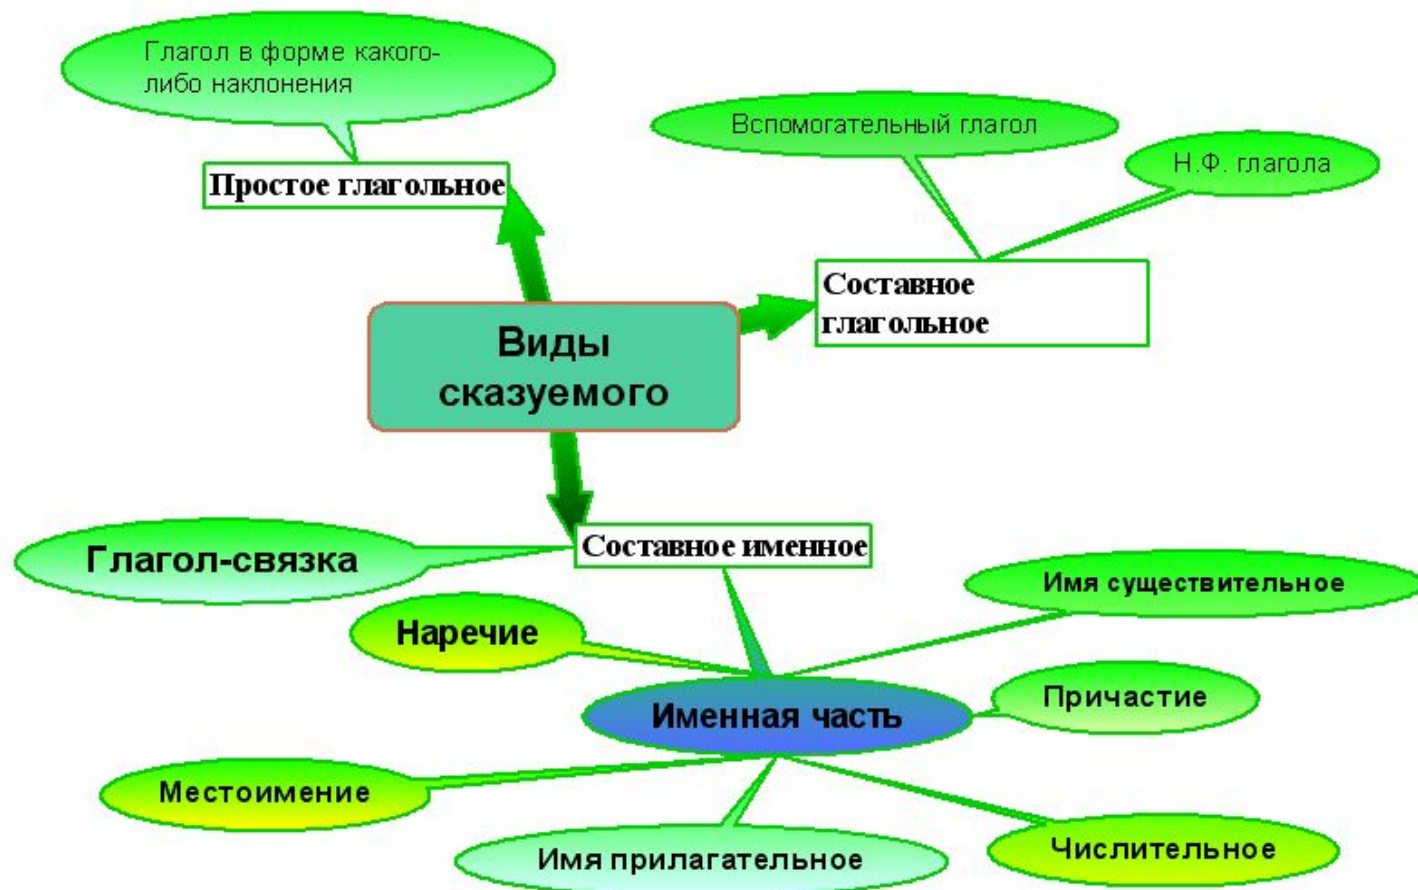 Глагол в форме какого-
либо наклонения
Вспомогательный глагол
Н.Ф. глагола
Простое глагольное
Составное
глагольное
Виды
сказуемого
Составное именное
Глагол-связка
Имя существительное
Наречие
Причастие
Именная часть
Местоимение
Имя прилагательное
Числительное